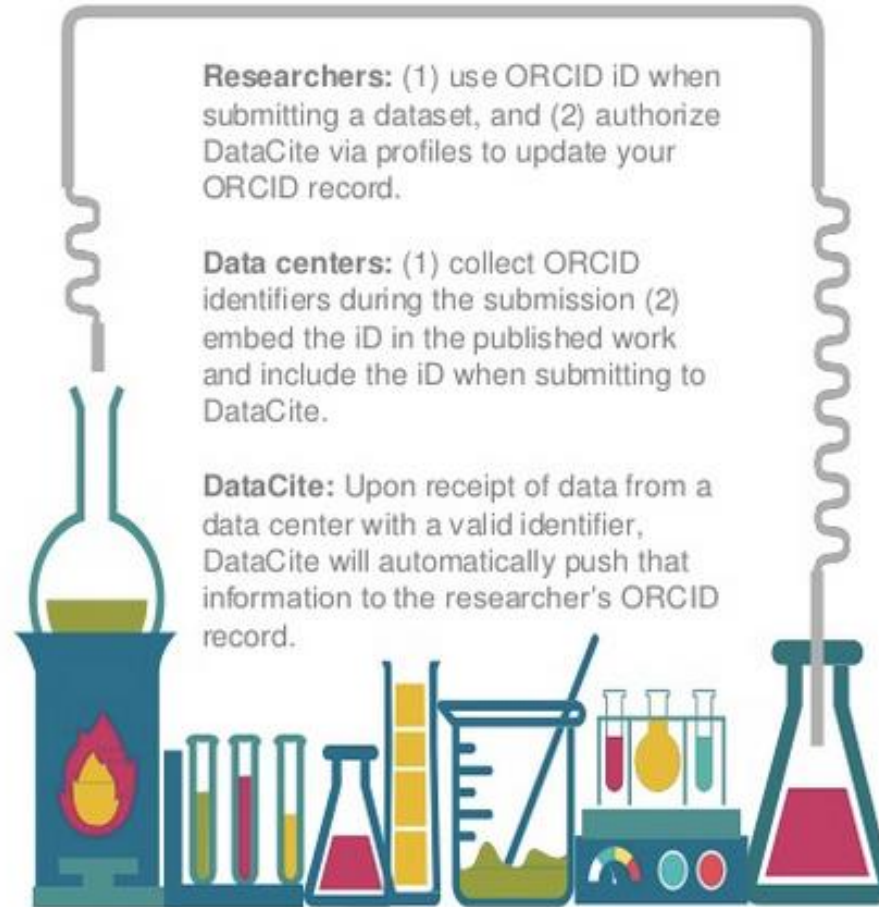 Researchers: (1) use ORCID iD when
submitting a dataset, and (2) authorize
DataCite via profiles to update your
ORCID record.
Data centers: (1) collect ORCID
identifiers during the submission (2)
embed the iD in the published work
and include the iD when submitting to
DataCite.
DataCite: Upon receipt of data from a
data center with a valid identifier,
DataCite will automatically push that
information to the researcher's ORCID
record.